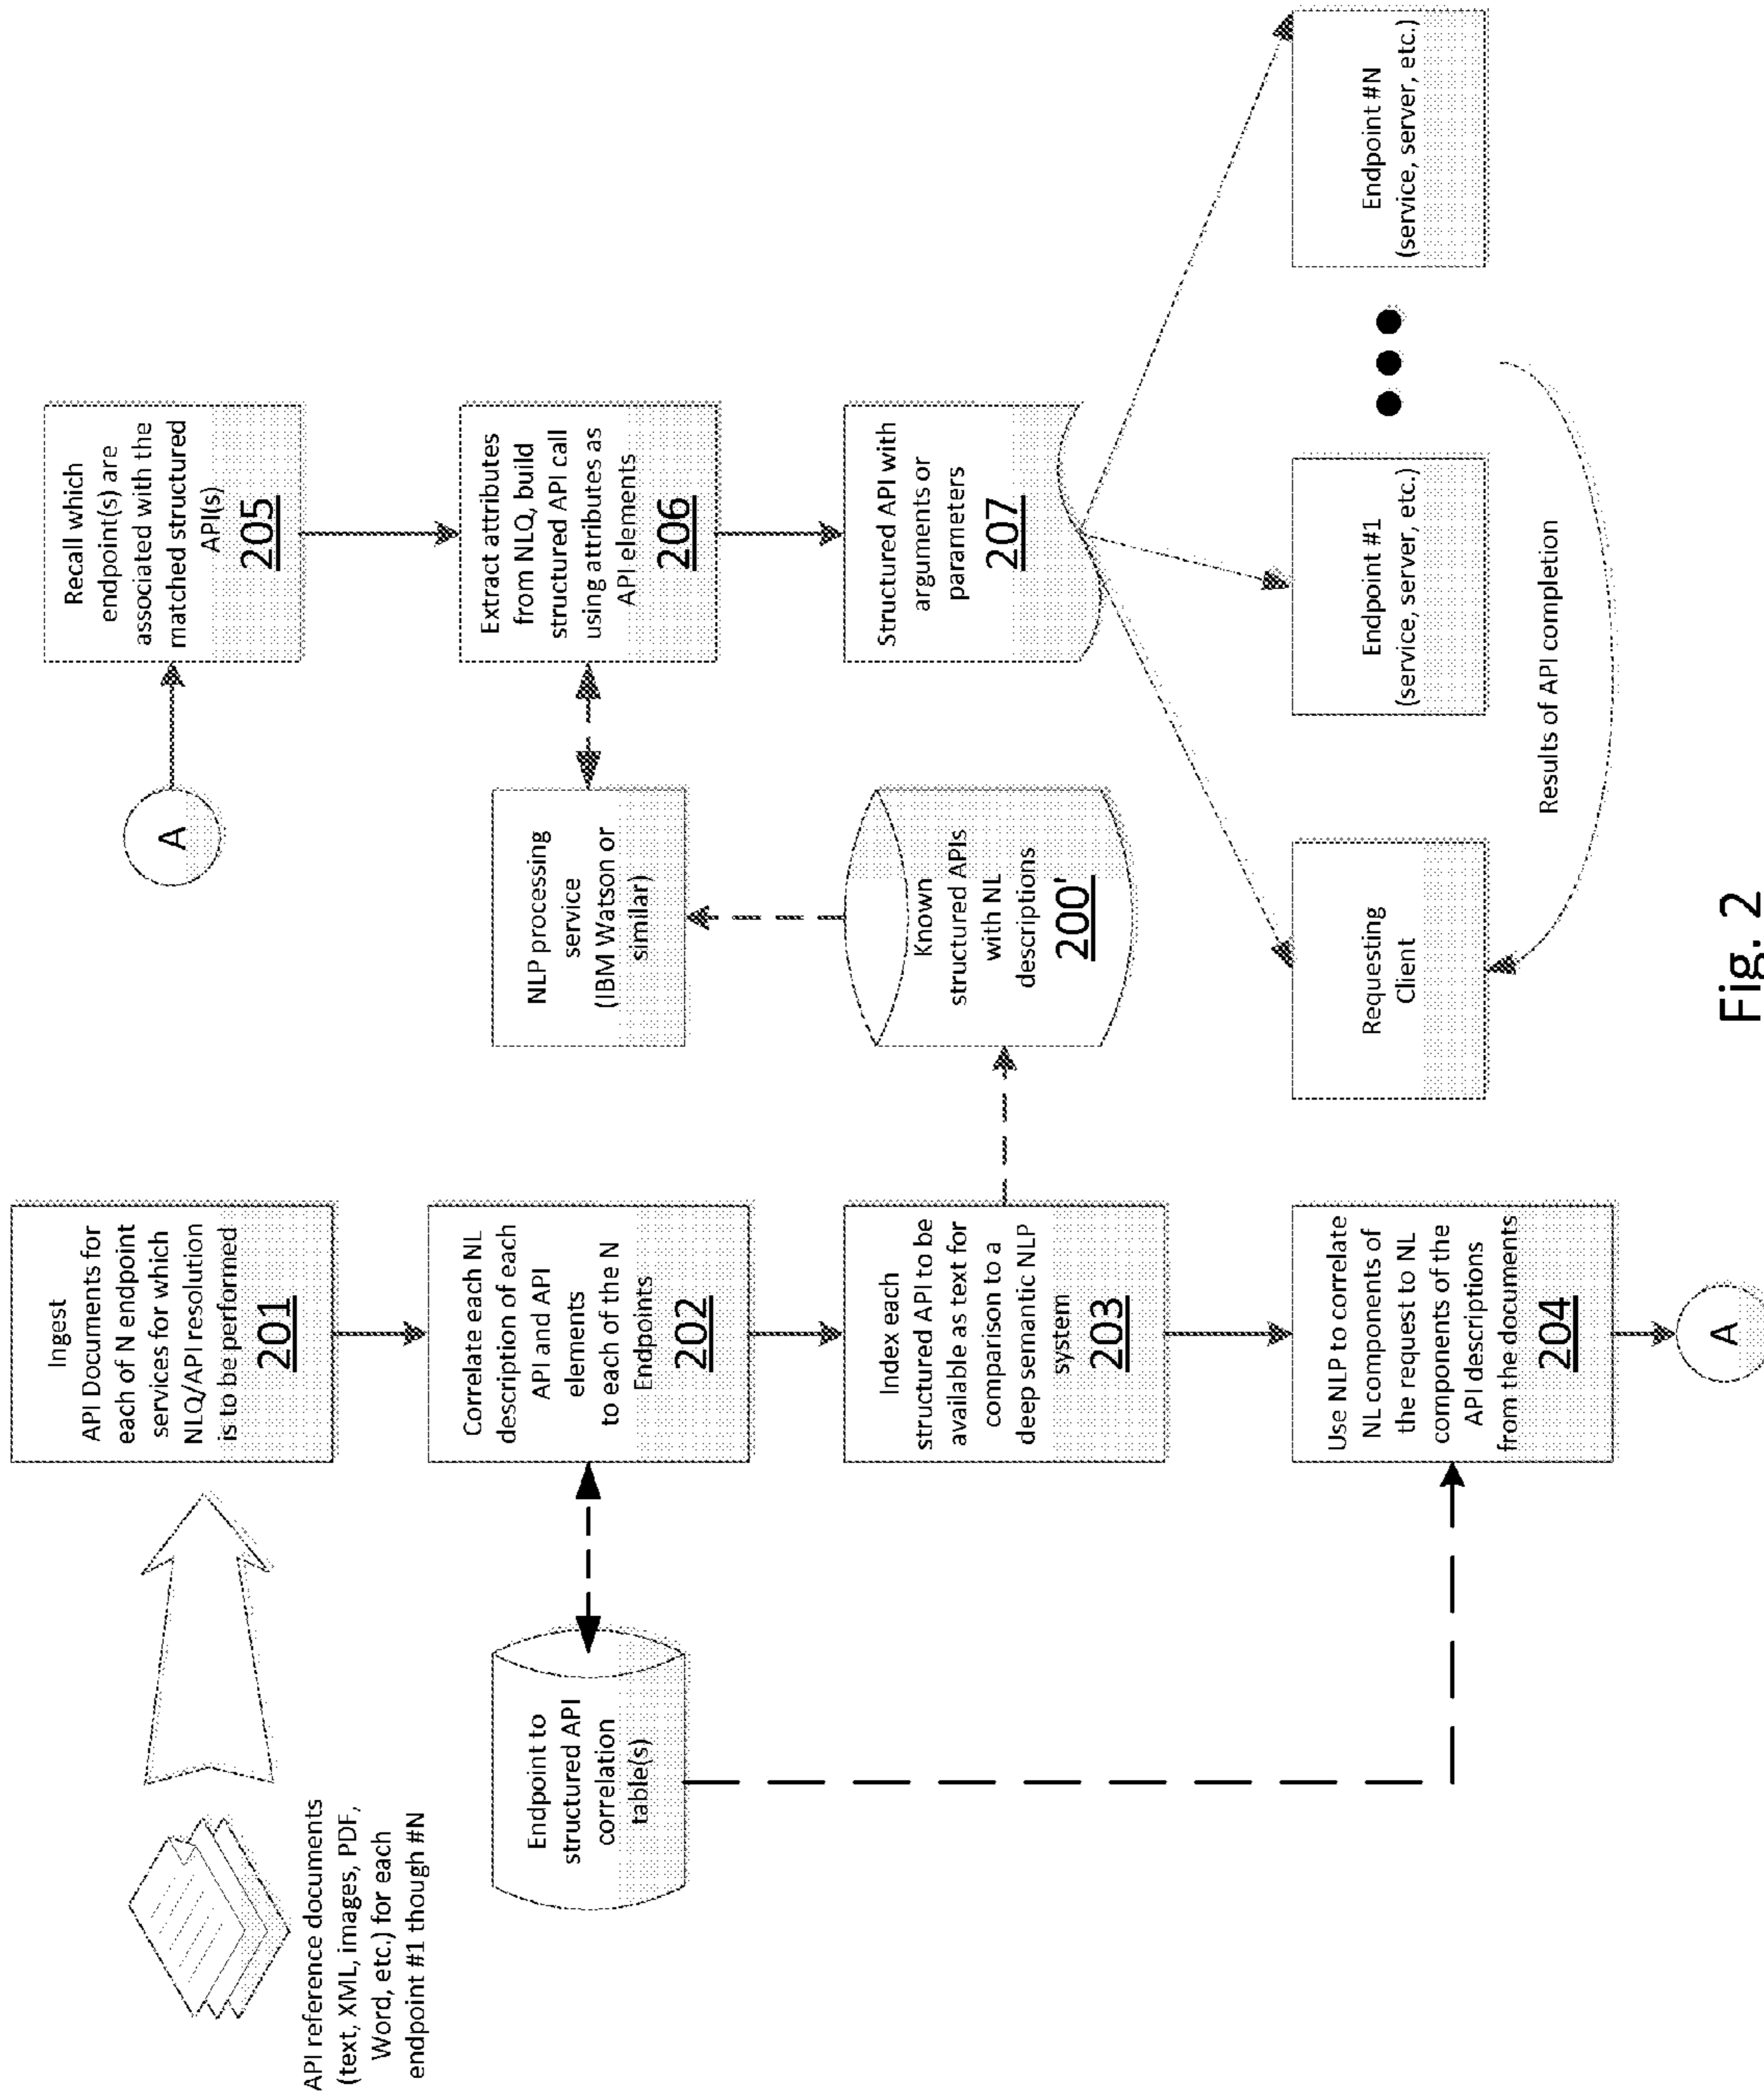 API reference documents
(text, XML, images, PDF,
Word, etc.) for each
endpoint #1 though #N
Ingest
API Documents for
each of N endpoint
services for which
NLQ/API resolution
is to be performed
201
Endpoint to
structured API
correlation
table(s)
Correlate each NL
description of each
API and API
elements
to each of the N
Endpoints
202
Index each
structured API to be
available as text for
comparison to a
deep semantic NLP
system
203
Use NLP to correlate
NL components of
the request to NL
components of the
API descriptions
from the documents
204
A
A
Recall which
endpoint(s) are
associated with the
matched structured
API(s)
205
NLP processing
service
(IBM Watson or
similar)
Extract attributes
from NLQ, build
structured API call
using attributes as
API elements
206
Known
structured APIs
with NL
descriptions
200'
Structured API with
arguments or
parameters
207
Requesting
Client
Endpoint #1
(service, server, etc.)
Endpoint #N
(service, server, etc.)
Results of API completion
Fig. 2